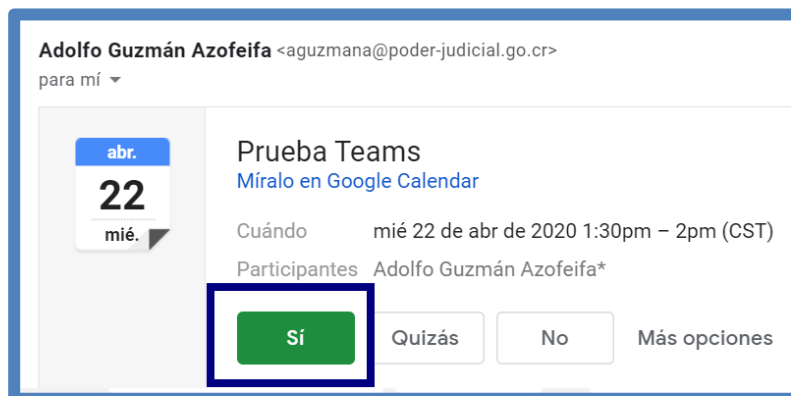 Adolfo Guzmán Azofeifa <aguzmana@poder-judicial.go.cr>
para mí
abr.
22
mié.
Prueba Teams
Míralo en Google Calendar
Cuándo mié 22 de abr de 2020 1:30pm – 2pm (CST)
Participantes Adolfo Guzmán Azofeifa*
Sí Quizás No Más opciones